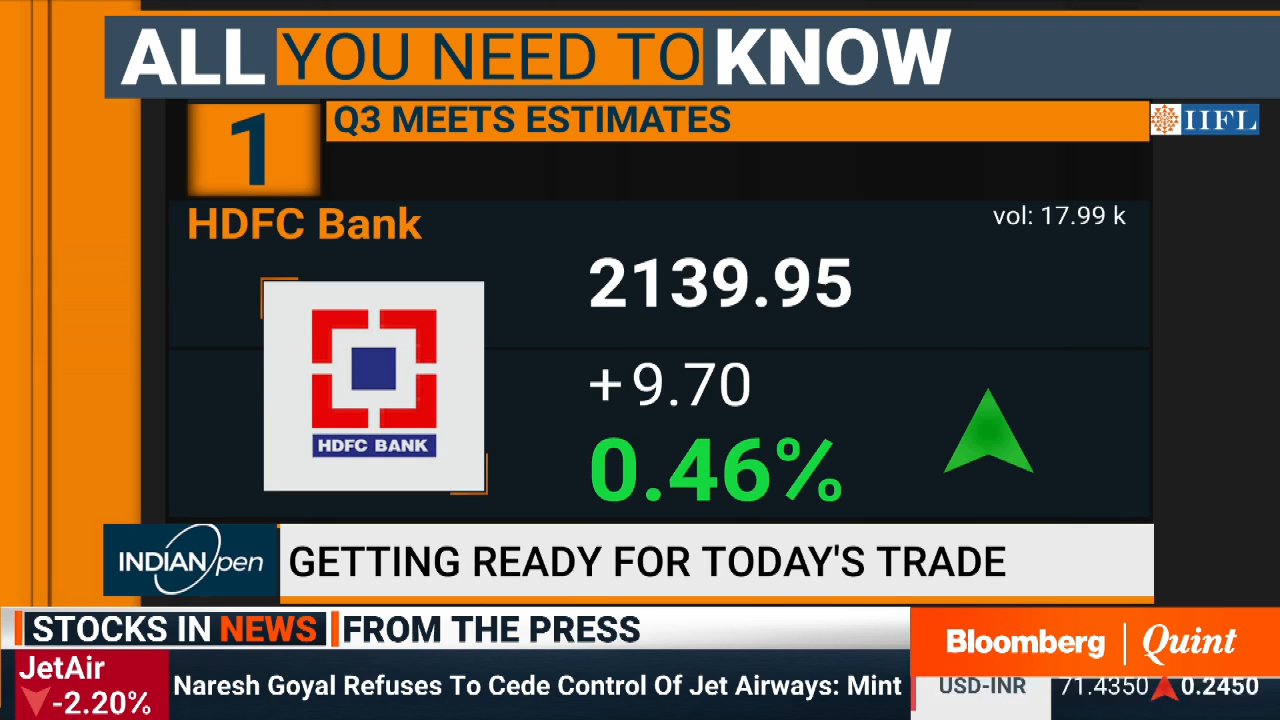 ALL YOU NEED TO KNOW
1
Q3 MEETS ESTIMATES
IIFL
HDFC Bank
vol: 17.99 k
2139.95
HDFC BANK
+9.70
0.46%
INDIAN Open
GETTING READY FOR TODAY'S TRADE
STOCKS IN NEWS
FROM THE PRESS
Bloomberg | Quint
JetAir
-2.20%
Naresh Goyal Refuses To Cede Control Of Jet Airways: Mint
USD-INR
71.4350
0.2450